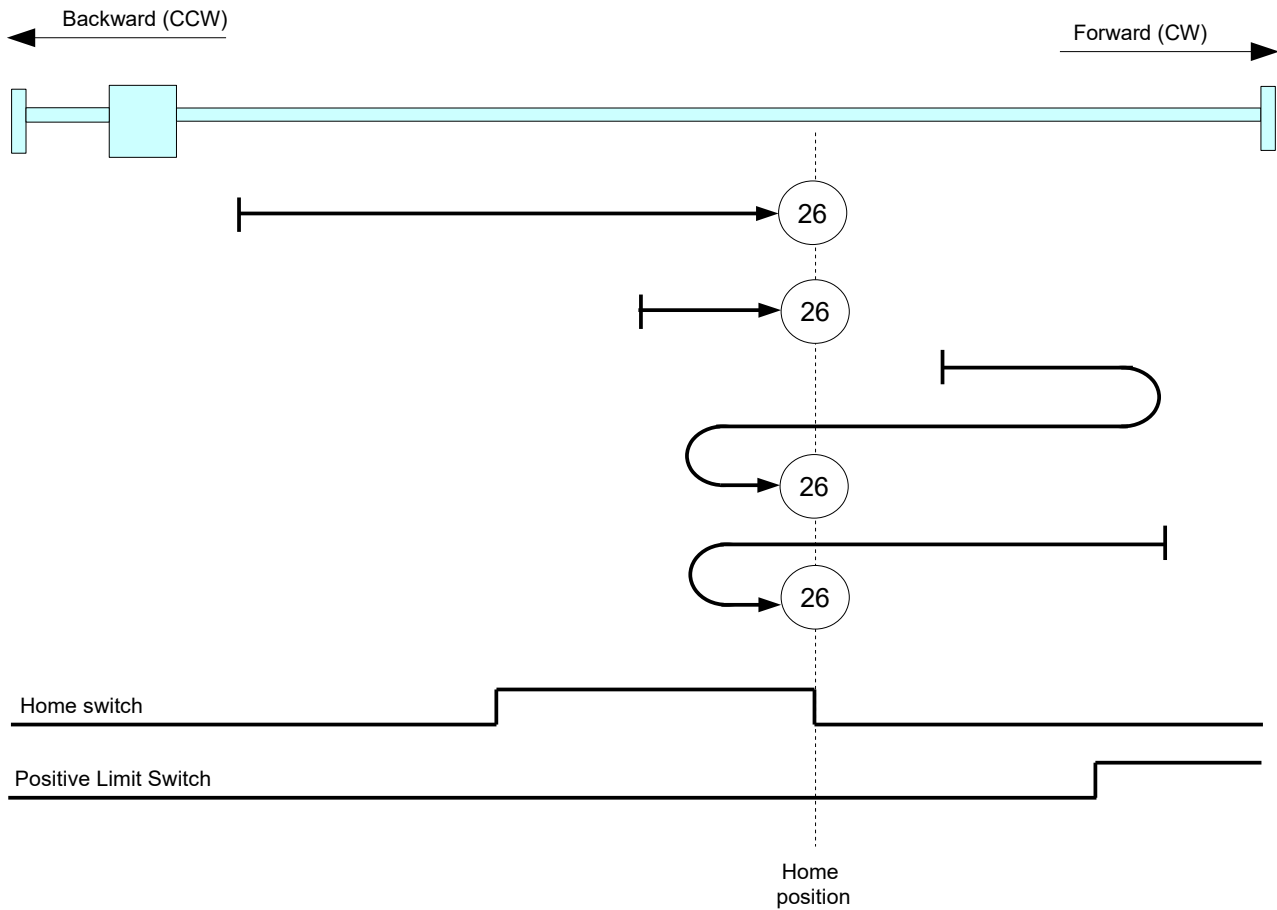 Backward (CCW)
Forward (CW)
26
26
26
26
Home switch
Positive Limit Switch
Home
position